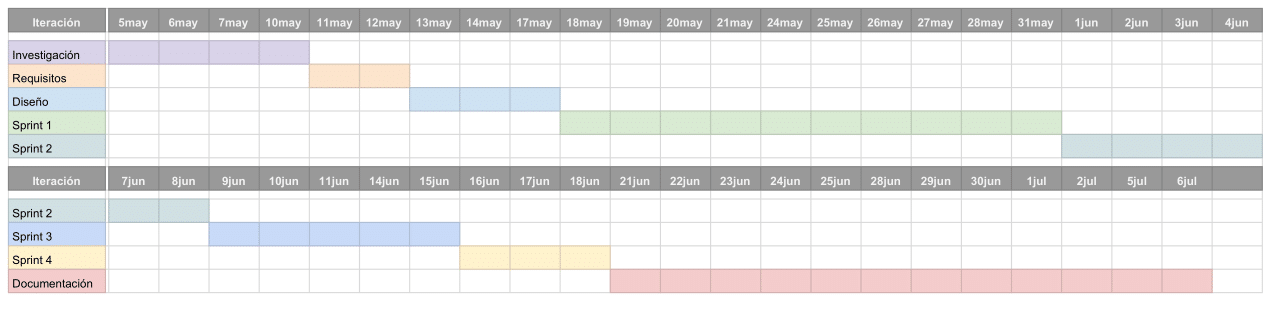 Iteración 5may 6may 7may 10may 11may 12may 13may 14may 17may 18may 19may 20may 21may 24may 25may 26may 27may 28may 31may 1jun 2jun 3jun 4jun
Investigación
Requisitos
Diseño
Sprint 1
Sprint 2
Iteración 7jun 8jun 9jun 10jun 11jun 14jun 15jun 16jun 17jun 18jun 21jun 22jun 23jun 24jun 25jun 28jun 29jun 30jun 1jul 2jul 5jul 6jul
Sprint 2
Sprint 3
Sprint 4
Documentación